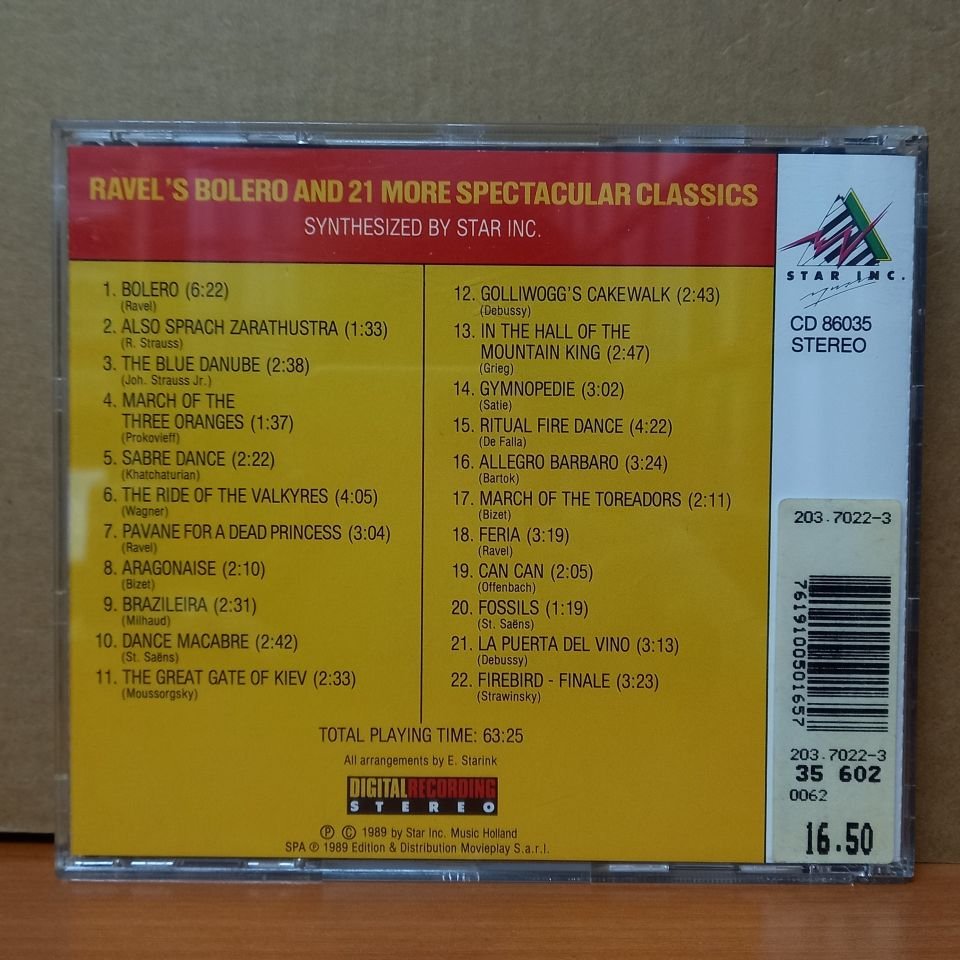 RAVEL'S BOLERO AND 21 MORE SPECTACULAR CLASSICS
SYNTHESIZED BY STAR INC.
1. BOLERO (6:22)
(Ravel)
2. ALSO SPRACH ZARATHUSTRA (1:33)
(R. Strauss)
3. THE BLUE DANUBE (2:38)
(Joh. Strauss Jr.)
4. MARCH OF THE
THREE ORANGES (1:37)
(Prokovieff)
5. SABRE DANCE (2:22)
(Khatchaturian)
6. THE RIDE OF THE VALKYRES (4:05)
(Wagner)
7. PAVANE FOR A DEAD PRINCESS (3:04)
(Ravel)
8. ARAGONAISE (2:10)
(Bizet)
9. BRAZILEIRA (2:31)
(Milhaud)
10. DANCE MACABRE (2:42)
(St. Saëns)
11. THE GREAT GATE OF KIEV (2:33)
(Moussorgsky)
12. GOLLIWOGG'S CAKEWALK (2:43)
(Debussy)
13. IN THE HALL OF THE
MOUNTAIN KING (2:47)
(Grieg)
14. GYMNOPEDIE (3:02)
(Satie)
15. RITUAL FIRE DANCE (4:22)
(De Falla)
16. ALLEGRO BARBARO (3:24)
(Bartok)
17. MARCH OF THE TOREADORS (2:11)
(Bizet)
18. FERIA (3:19)
(Ravel)
19. CAN CAN (2:05)
(Offenbach)
20. FOSSILS (1:19)
(St. Saëns)
21. LA PUERTA DEL VINO (3:13)
(Debussy)
22. FIREBIRD - FINALE (3:23)
(Strawinsky)
TOTAL PLAYING TIME: 63:25
All arrangements by E. Starink
DIGITAL RECORDING
STEREO
Ⓟ © 1989 by Star Inc. Music Holland
SPA Ⓟ 1989 Edition & Distribution Movieplay S.a.r.l.
STAR INC.
CD 86035
STEREO
203.7022-3
7619100501657
203.7022-3
35 602
0062
16.50